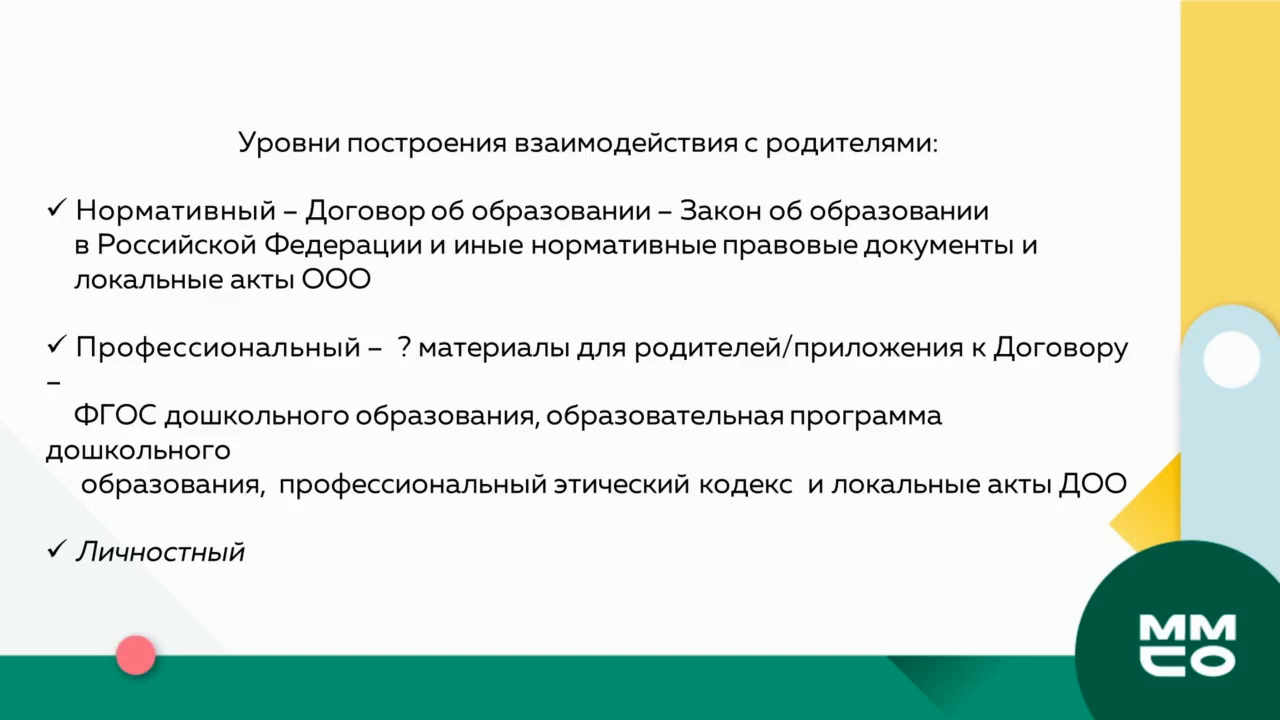 Уровни построения взаимодействия с родителями:
✓ Нормативный – Договор об образовании – Закон об образовании
в Российской Федерации и иные нормативные правовые документы и
локальные акты ООО
✓ Профессиональный – ? материалы для родителей/приложения к Договору
–
ФГОС дошкольного образования, образовательная программа
дошкольного
образования, профессиональный этический кодекс и локальные акты ДОО
✓ Личностный
ММ
СО